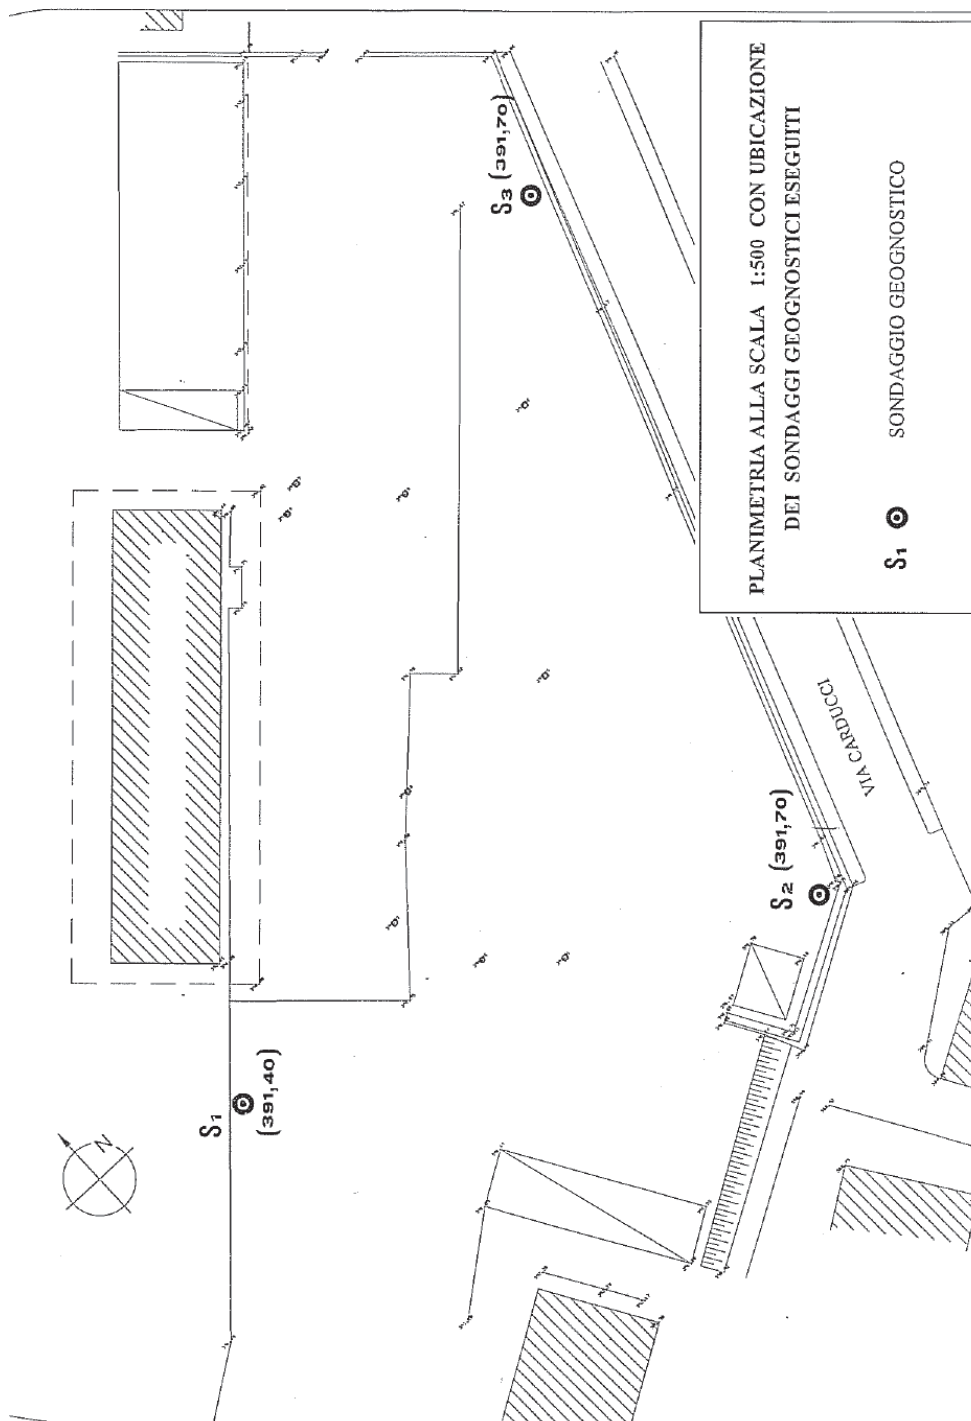 PLANIMETRIA ALLA SCALA 1:500 CON UBICAZIONE
DEI SONDAGGI GEOGNOSTICI ESEGUITI
S1 SONDAGGIO GEOGNOSTICO
N
S1
(391,40)
S2 (391,70)
S3 (391,70)
VIA CARDUCCI